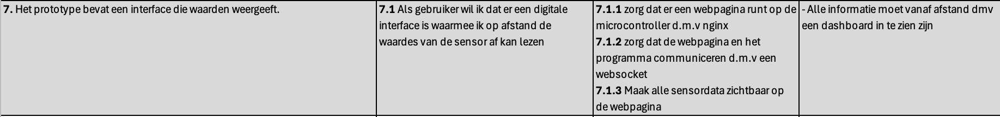 7. Het prototype bevat een interface die waarden weergeeft.
7.1 Als gebruiker wil ik dat er een digitale
interface is waarmee ik op afstand de
waardes van de sensor af kan lezen
7.1.1 zorg dat er een webpagina runt op de
microcontroller d.m.v nginx
7.1.2 zorg dat de webpagina en het
programma communiceren d.m.v een
websocket
7.1.3 Maak alle sensordata zichtbaar op
de webpagina
- Alle informatie moet vanaf afstand dmv
een dashboard in te zien zijn